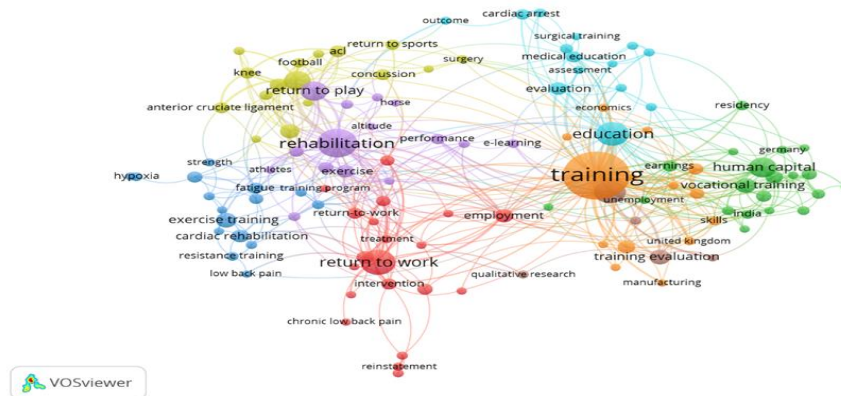 outcome
cardiac arrest
surgical training
medical education
assessment
evaluation
economics
residency
football
acl
return to sports
knee
concussion
surgery
return to play
anterior cruciate ligament
horse
altitude
rehabilitation
performance
e-learning
education
germany
strength
hypoxia
athletes
exercise
training
earnings
human capital
vocational training
fatigue
training program
unemployment
exercise training
return-to-work
employment
skills
india
cardiac rehabilitation
treatment
united kingdom
resistance training
return to work
training evaluation
low back pain
intervention
qualitative research
manufacturing
chronic low back pain
reinstatement
VOSviewer